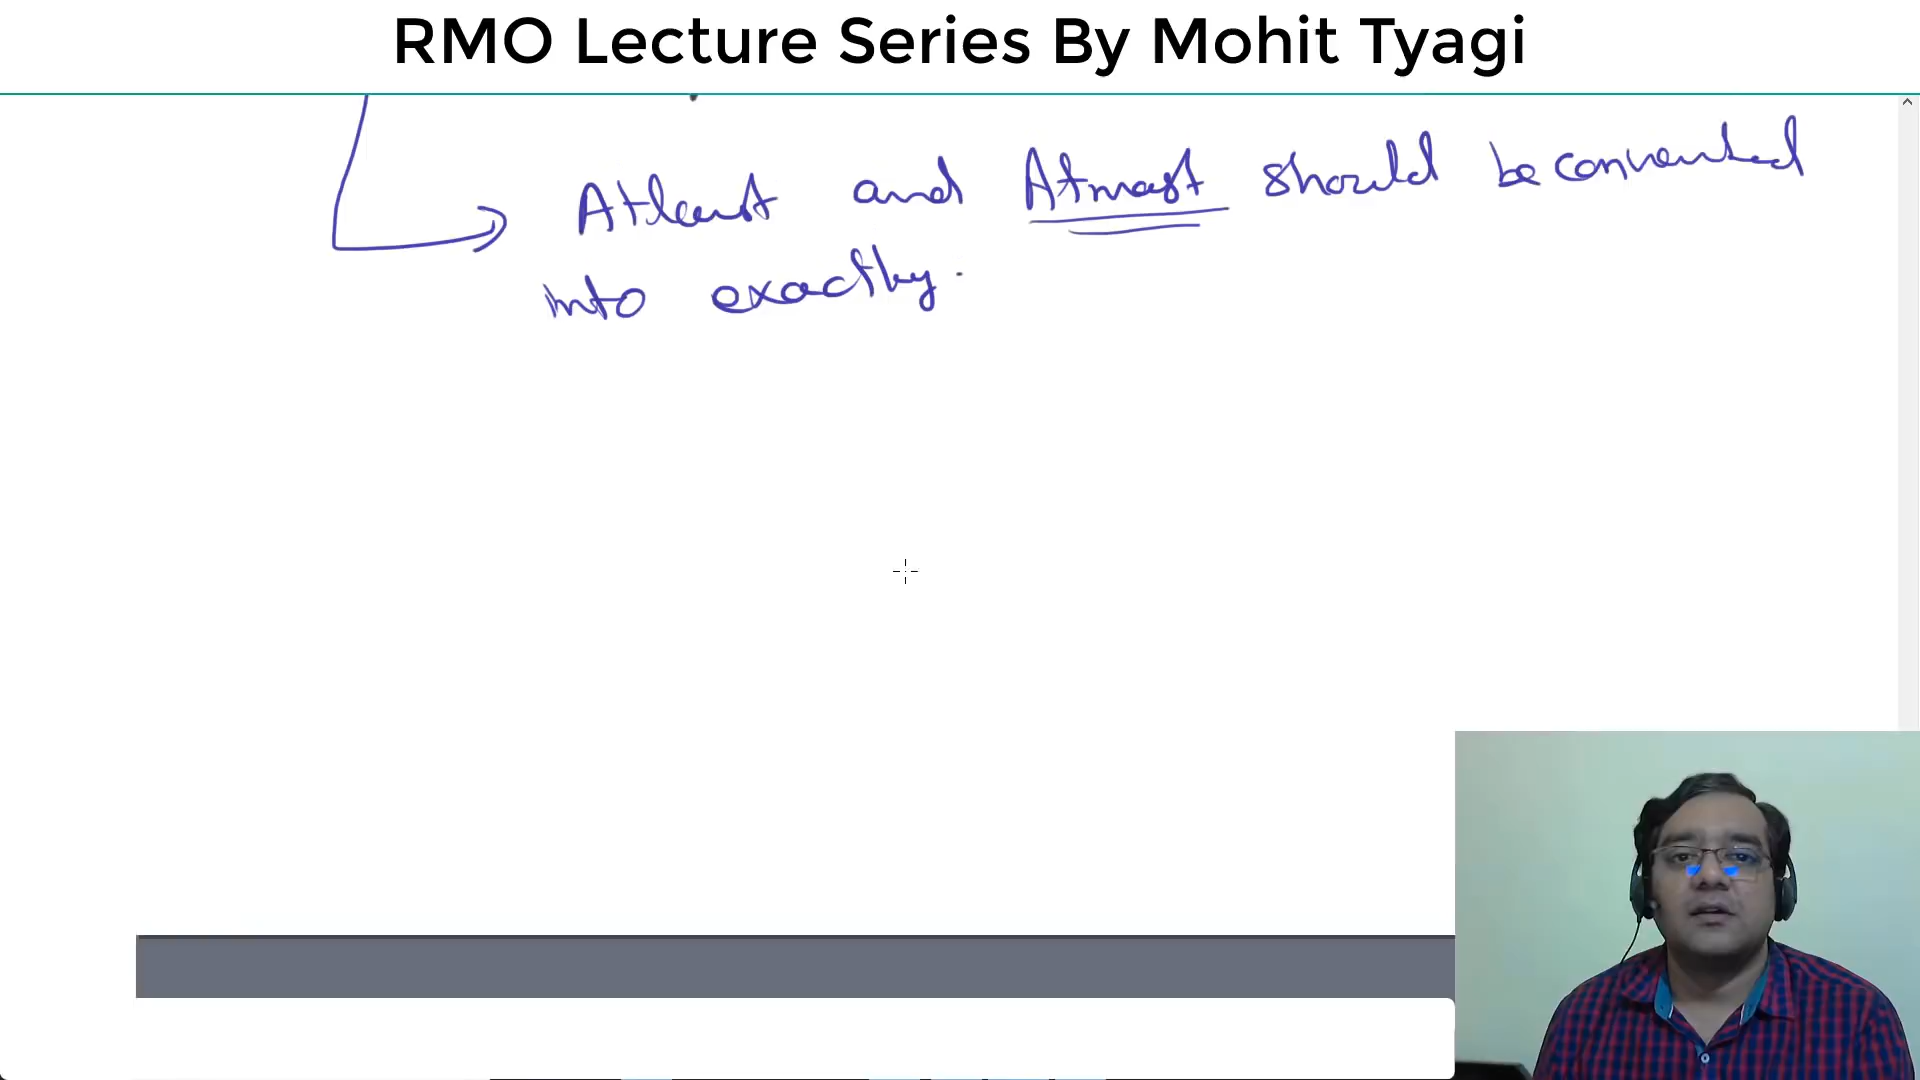 RMO Lecture Series By Mohit Tyagi
Atleast and Atmost should be converted
into exactly.